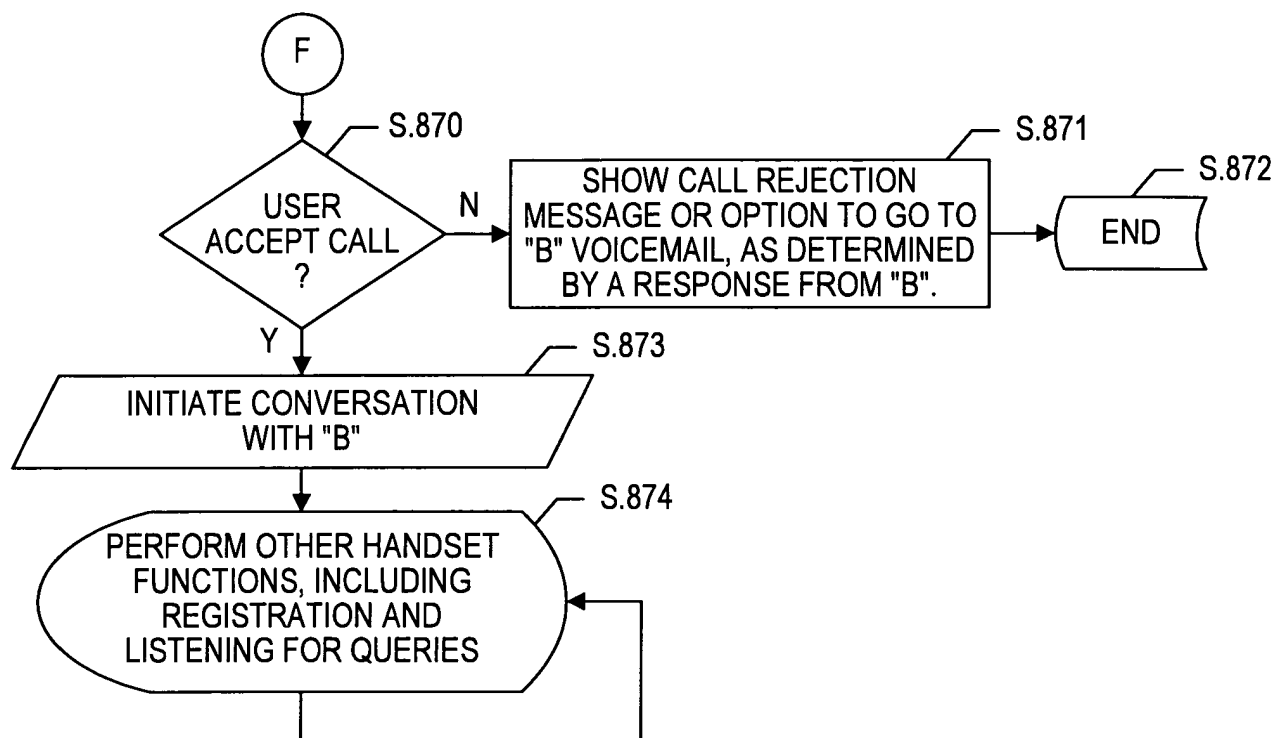 F
S.870
USER
ACCEPT CALL
?
N
Y
S.871
SHOW CALL REJECTION
MESSAGE OR OPTION TO GO TO
"B" VOICEMAIL, AS DETERMINED
BY A RESPONSE FROM "B".
S.872
END
S.873
INITIATE CONVERSATION
WITH "B"
S.874
PERFORM OTHER HANDSET
FUNCTIONS, INCLUDING
REGISTRATION AND
LISTENING FOR QUERIES